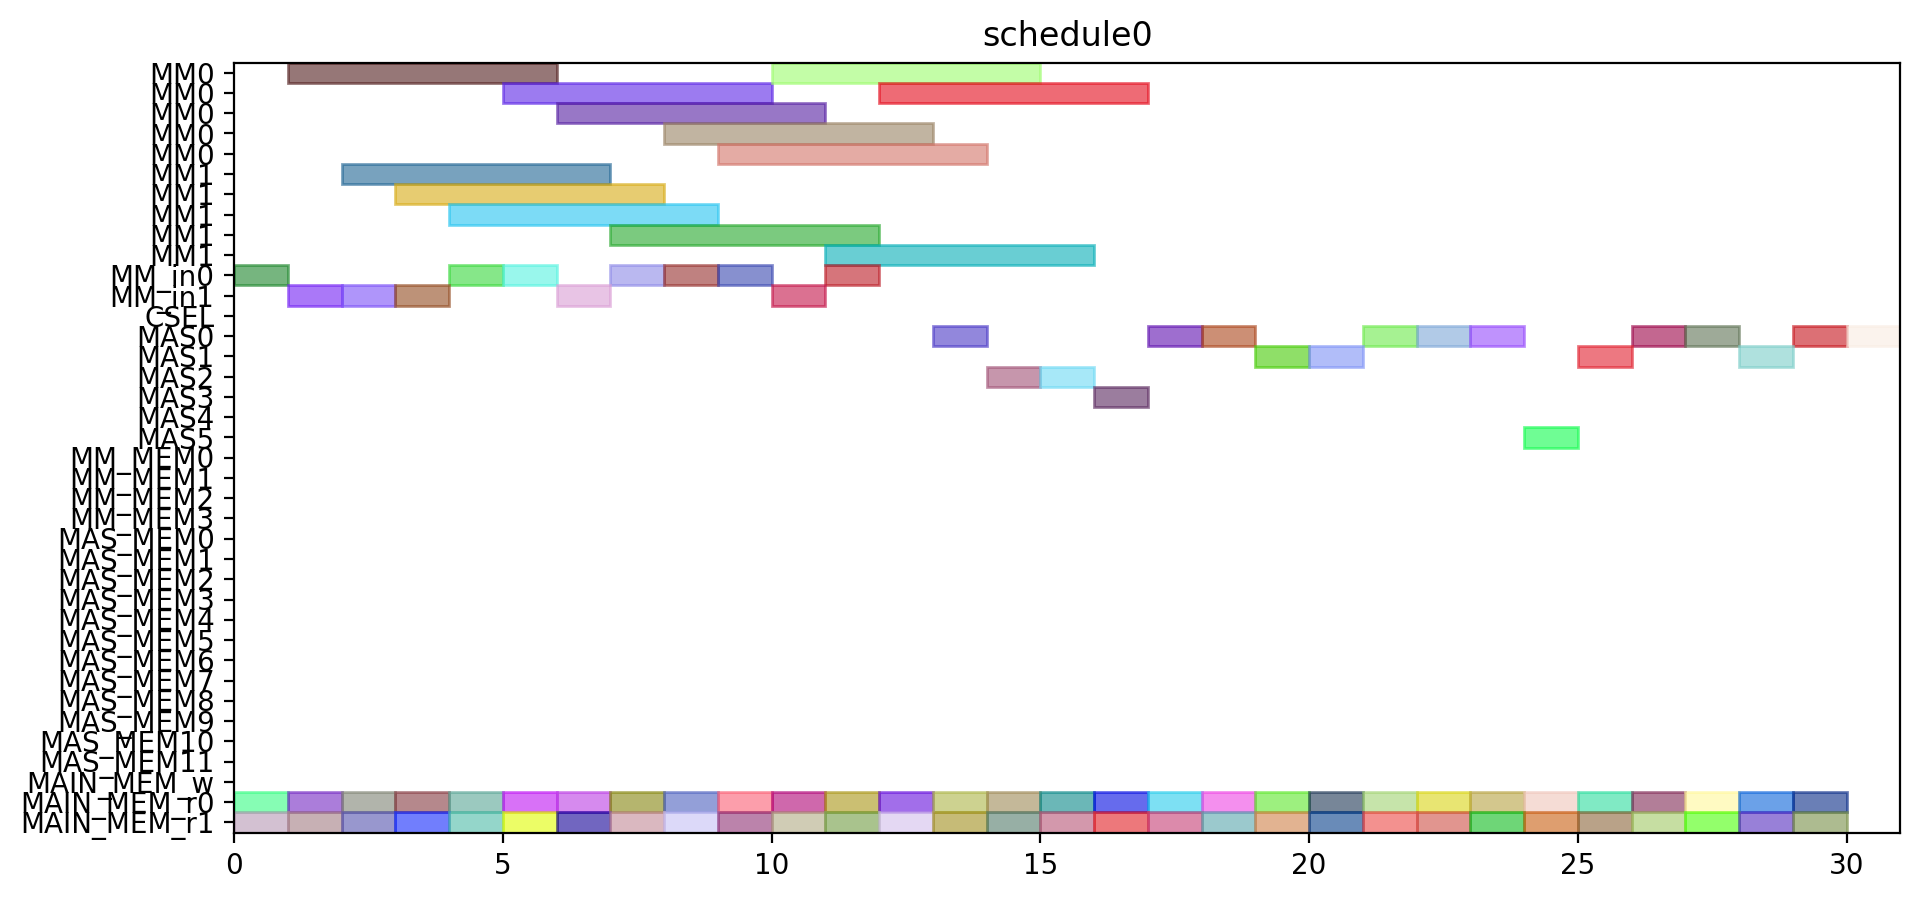 schedule0
MM0
MM0
MM0
MM0
MM0
MM1
MM1
MM1
MM1
MM1
MM_in0
MM_in1
CSEL
MAS0
MAS1
MAS2
MAS3
MAS4
MAS5
MM_MEM0
MM_MEM1
MM_MEM2
MM_MEM3
MAS_MEM0
MAS_MEM1
MAS_MEM2
MAS_MEM3
MAS_MEM4
MAS_MEM5
MAS_MEM6
MAS_MEM7
MAS_MEM8
MAS_MEM9
MAS_MEM10
MAS_MEM11
MAIN_MEM_w
MAIN_MEM_r0
MAIN_MEM_r1
0 5 10 15 20 25 30